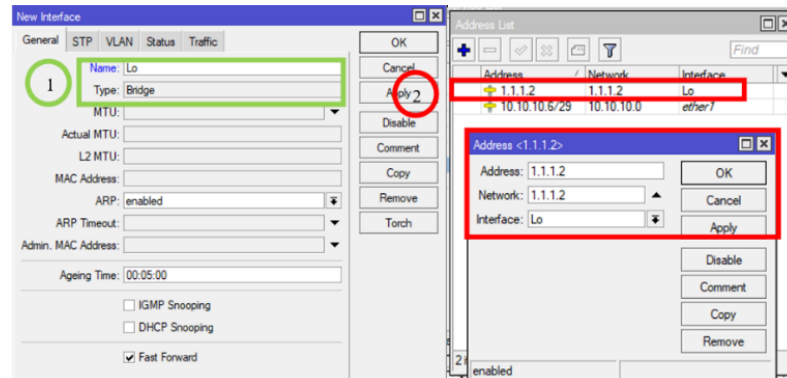 New Interface
General STP VLAN Status Traffic
Name: Lo
Type: Bridge
MTU:
Actual MTU:
L2 MTU:
MAC Address:
ARP: enabled
ARP Timeout:
Admin. MAC Address:
Ageing Time: 00:05:00
IGMP Snooping
DHCP Snooping
Fast Forward
OK
Cancel
Apply
Disable
Comment
Copy
Remove
Torch
1
2
Address List
Find
Address / Network Interface
1.1.1.2 1.1.1.2 Lo
10.10.10.6/29 10.10.10.0 ether1
Address <1.1.1.2>
Address: 1.1.1.2
Network: 1.1.1.2
Interface: Lo
OK
Cancel
Apply
Disable
Comment
Copy
Remove
enabled